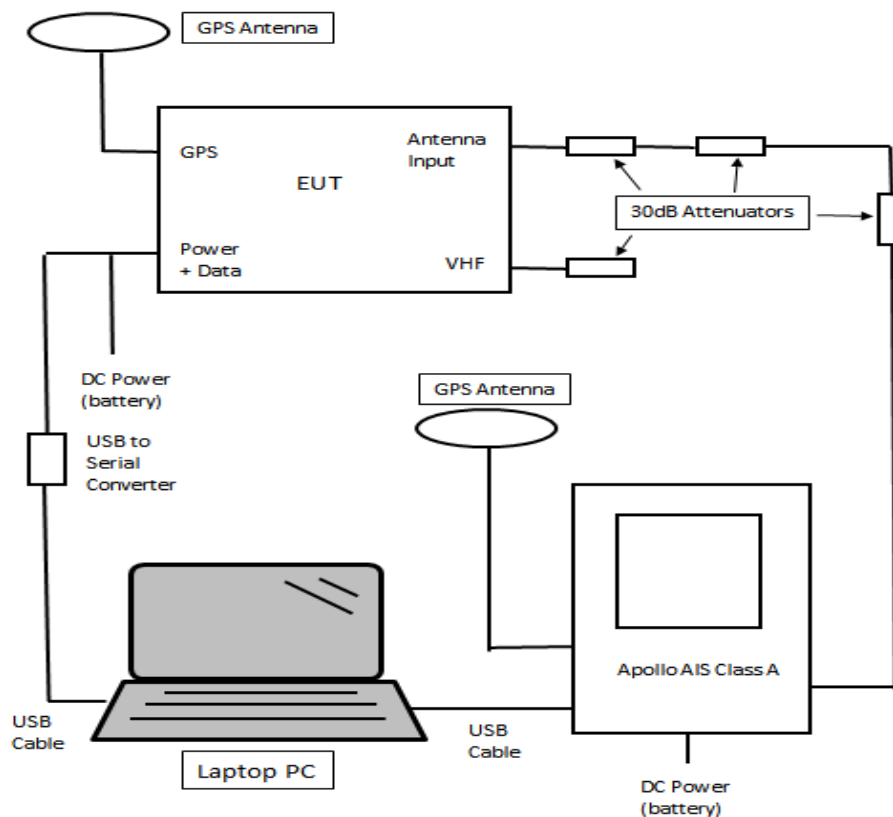 GPS Antenna
GPS
EUT
Antenna
Input
Power
+ Data
VHF
30dB Attenuators
DC Power
(battery)
USB to
Serial
Converter
GPS Antenna
Apollo AIS Class A
USB
Cable
Laptop PC
USB
Cable
DC Power
(battery)